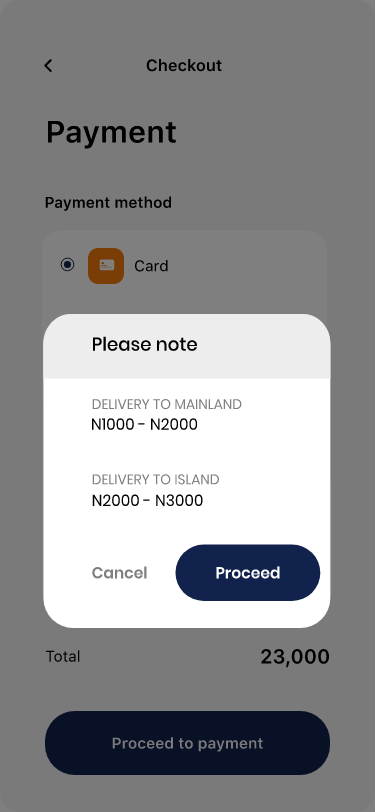 Checkout
Payment
Payment method
Card
Please note
DELIVERY TO MAINLAND
N1000 - N2000
DELIVERY TO ISLAND
N2000 - N3000
Cancel
Proceed
Total
23,000
Proceed to payment